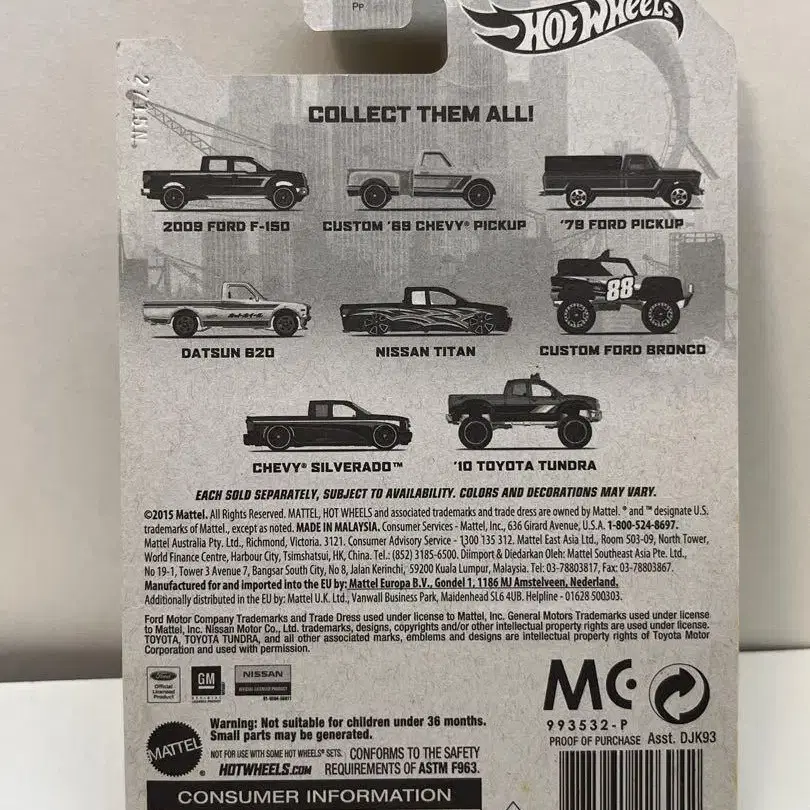 Pp
HOT WHEELS
COLLECT THEM ALL!
2009 FORD F-150
CUSTOM '69 CHEVY® PICKUP
'79 FORD PICKUP
88
DATSUN 620
NISSAN TITAN
CUSTOM FORD BRONCO
CHEVY® SILVERADO™
'10 TOYOTA TUNDRA
EACH SOLD SEPARATELY, SUBJECT TO AVAILABILITY. COLORS AND DECORATIONS MAY VARY.
©2015 Mattel. All Rights Reserved. MATTEL, HOT WHEELS and associated trademarks and trade dress are owned by Mattel. ® and ™ designate U.S.
trademarks of Mattel., except as noted. MADE IN MALAYSIA. Consumer Services - Mattel, Inc., 636 Girard Avenue, U.S.A. 1-800-524-8697.
Mattel Australia Pty. Ltd., Richmond, Victoria. 3121. Consumer Advisory Service - 1300 135 312. Mattel East Asia Ltd., Room 503-09, North Tower,
World Finance Centre, Harbour City, Tsimshatsui, HK, China. Tel.: (852) 3185-6500. Diimport & Diedarkan Oleh: Mattel Southeast Asia Pte. Ltd.,
No 19-1, Tower 3 Avenue 7, Bangsar South City, No 8, Jalan Kerinchi, 59200 Kuala Lumpur, Malaysia. Tel: 03-78803817, Fax: 03-78803867.
Manufactured for and imported into the EU by: Mattel Europa B.V., Gondel 1, 1186 MJ Amstelveen, Nederland.
Additionally distributed in the EU by: Mattel U.K. Ltd., Vanwall Business Park, Maidenhead SL6 4UB. Helpline - 01628 500303.
Ford Motor Company Trademarks and Trade Dress used under license to Mattel, Inc. General Motors Trademarks used under license
to Mattel, Inc. Nissan Motor Co., Ltd. trademarks, designs, copyrights and/or other intellectual property rights are used under license.
TOYOTA, TOYOTA TUNDRA, and all other associated marks, emblems and designs are intellectual property rights of Toyota Motor
Corporation and used with permission.
Ford
Official
Licensed
Product
GM
NISSAN
MC
993532-P
PROOF OF PURCHASE Asst. DJK93
Warning: Not suitable for children under 36 months.
Small parts may be generated.
MATTEL®
NOT FOR USE WITH SOME HOT WHEELS® SETS. CONFORMS TO THE SAFETY
HOTWHEELS.COM REQUIREMENTS OF ASTM F963.
CONSUMER INFORMATION